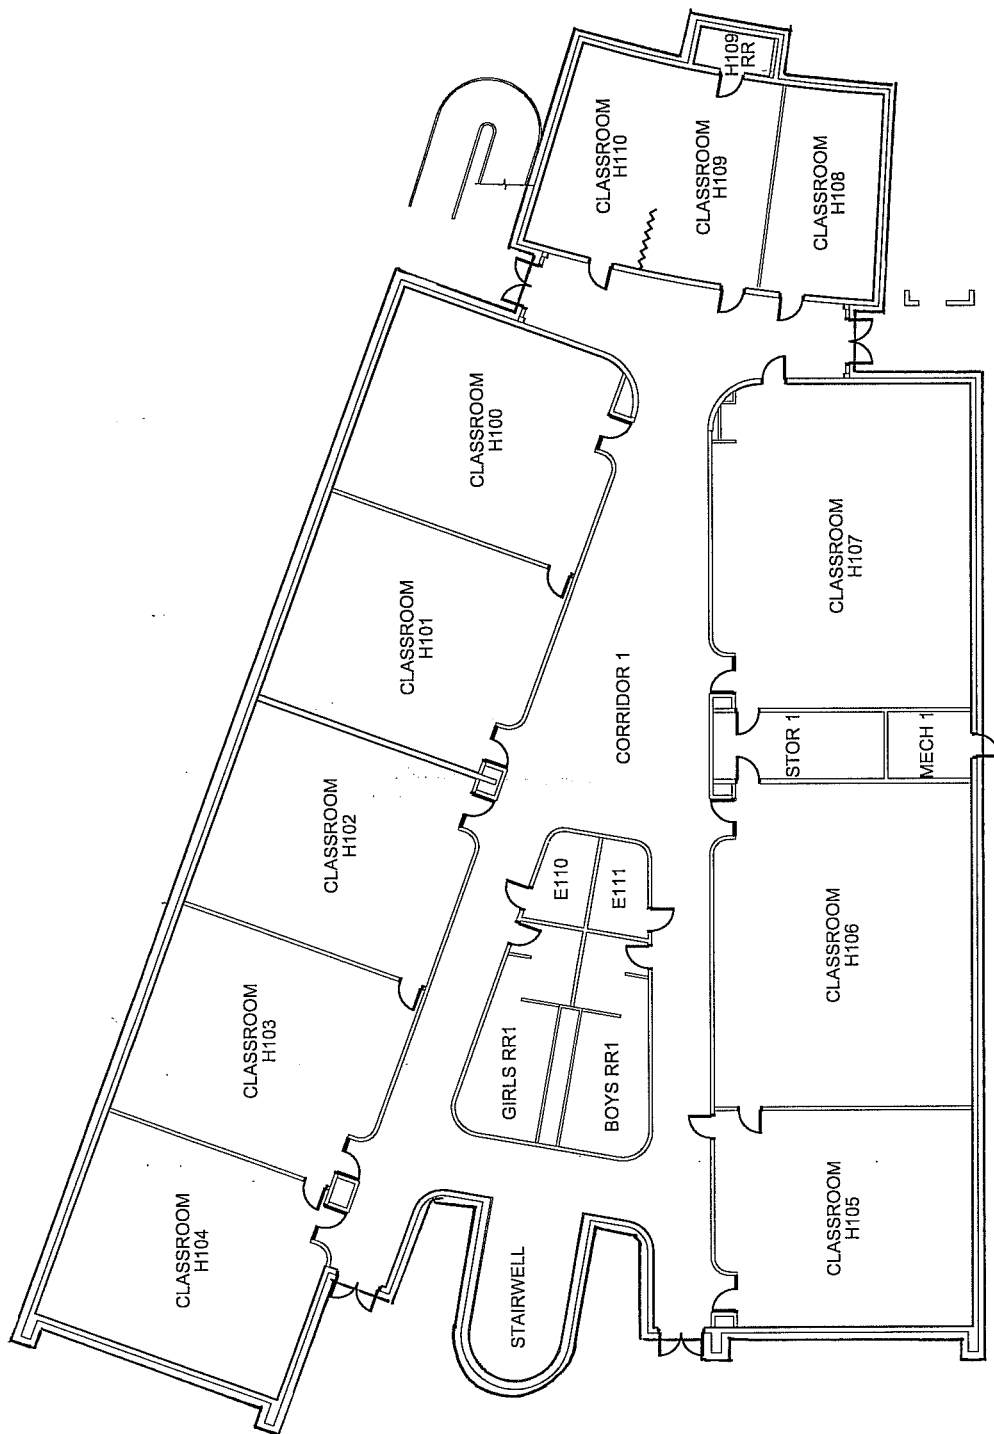 H109
RR
CLASSROOM
H110
CLASSROOM
H109
CLASSROOM
H108
CLASSROOM
H100
CLASSROOM
H101
CLASSROOM
H102
CLASSROOM
H103
CLASSROOM
H104
CORRIDOR 1
CLASSROOM
H107
STOR 1
MECH 1
E110
E111
GIRLS RR1
BOYS RR1
CLASSROOM
H106
CLASSROOM
H105
STAIRWELL